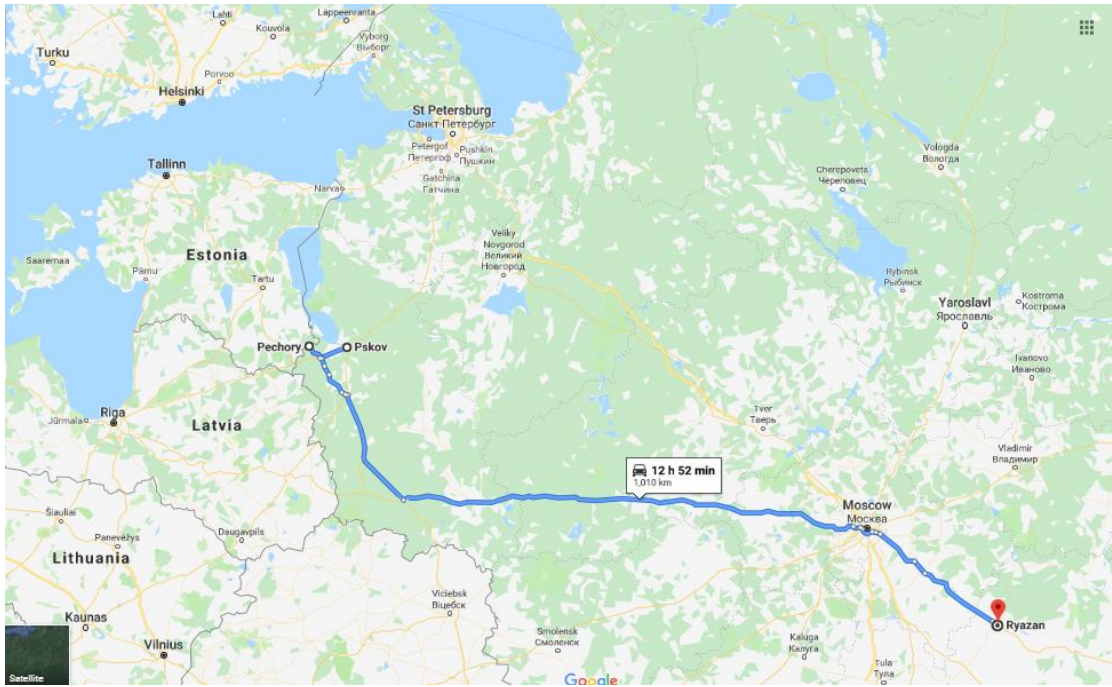 Lahti
Lappeenranta
Kouvola
Turku
Vyborg
Выборг
Porvoo
Helsinki
St Petersburg
Санкт-Петербург
Petergof
Петергоф
Pushkin
Пушкин
Gatchina
Гатчина
Vologda
Вологда
Cherepovets
Череповец
Tallinn
Narva
Veliky
Novgorod
Великий
Новгород
Estonia
Saaremaa
Pärnu
Tartu
Rybinsk
Рыбинск
Kostroma
Кострома
Yaroslavl
Ярославль
Pechory
Pskov
Ivanovo
Иваново
Jūrmala
Riga
Latvia
Tver
Тверь
Vladimir
Владимир
12 h 52 min
1,010 km
Moscow
Москва
Šiauliai
Panevėžys
Daugavpils
Lithuania
Viciebsk
Віцебск
Kaunas
Ryazan
Smolensk
Смоленск
Kaluga
Калуга
Vilnius
Tula
Тула
Satellite
Google